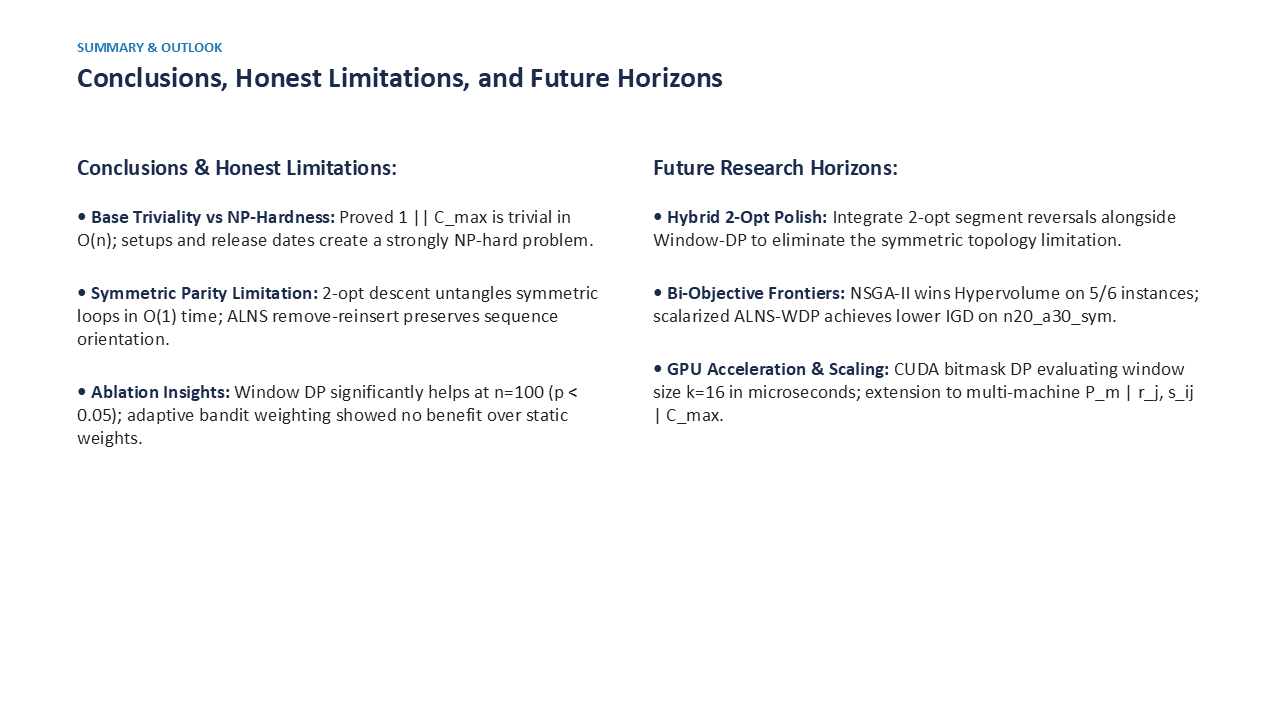 SUMMARY & OUTLOOK
Conclusions, Honest Limitations, and Future Horizons
Conclusions & Honest Limitations:
• Base Triviality vs NP-Hardness: Proved 1 || C_max is trivial in
O(n); setups and release dates create a strongly NP-hard problem.
• Symmetric Parity Limitation: 2-opt descent untangles symmetric
loops in O(1) time; ALNS remove-reinsert preserves sequence
orientation.
• Ablation Insights: Window DP significantly helps at n=100 (p <
0.05); adaptive bandit weighting showed no benefit over static
weights.
Future Research Horizons:
• Hybrid 2-Opt Polish: Integrate 2-opt segment reversals alongside
Window-DP to eliminate the symmetric topology limitation.
• Bi-Objective Frontiers: NSGA-II wins Hypervolume on 5/6 instances;
scalarized ALNS-WDP achieves lower IGD on n20_a30_sym.
• GPU Acceleration & Scaling: CUDA bitmask DP evaluating window
size k=16 in microseconds; extension to multi-machine P_m | r_j, s_ij
| C_max.